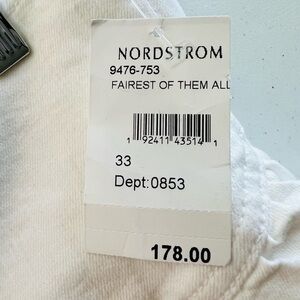 NORDSTROM
9476-753
FAIREST OF THEM ALL
1 92411 43514 1
33
Dept:0853
178.00